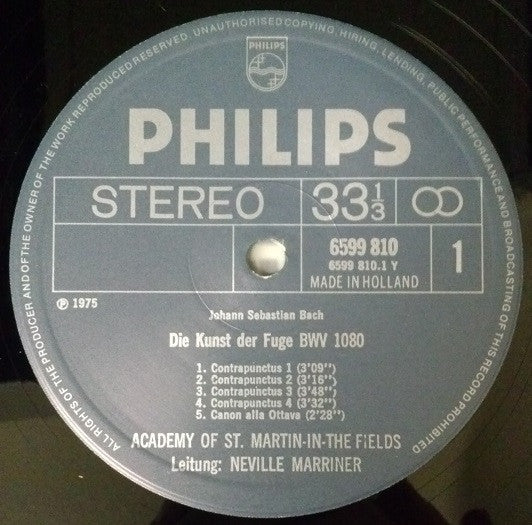 ALL RIGHTS OF THE PRODUCER AND OF THE OWNER OF THE WORK REPRODUCED RESERVED. UNAUTHORISED COPYING, HIRING, LENDING, PUBLIC PERFORMANCE AND BROADCASTING OF THIS RECORD PROHIBITED
PHILIPS
PHILIPS
STEREO 33 1/3
6599 810
6599 810.1 Y
MADE IN HOLLAND
1
℗ 1975
Johann Sebastian Bach
Die Kunst der Fuge BWV 1080
1. Contrapunctus 1 (3'09'')
2. Contrapunctus 2 (3'16'')
3. Contrapunctus 3 (3'48'')
4. Contrapunctus 4 (3'32'')
5. Canon alla Ottava (2'28'')
ACADEMY OF ST. MARTIN-IN-THE FiELDS
Leitung: NEVILLE MARRINER